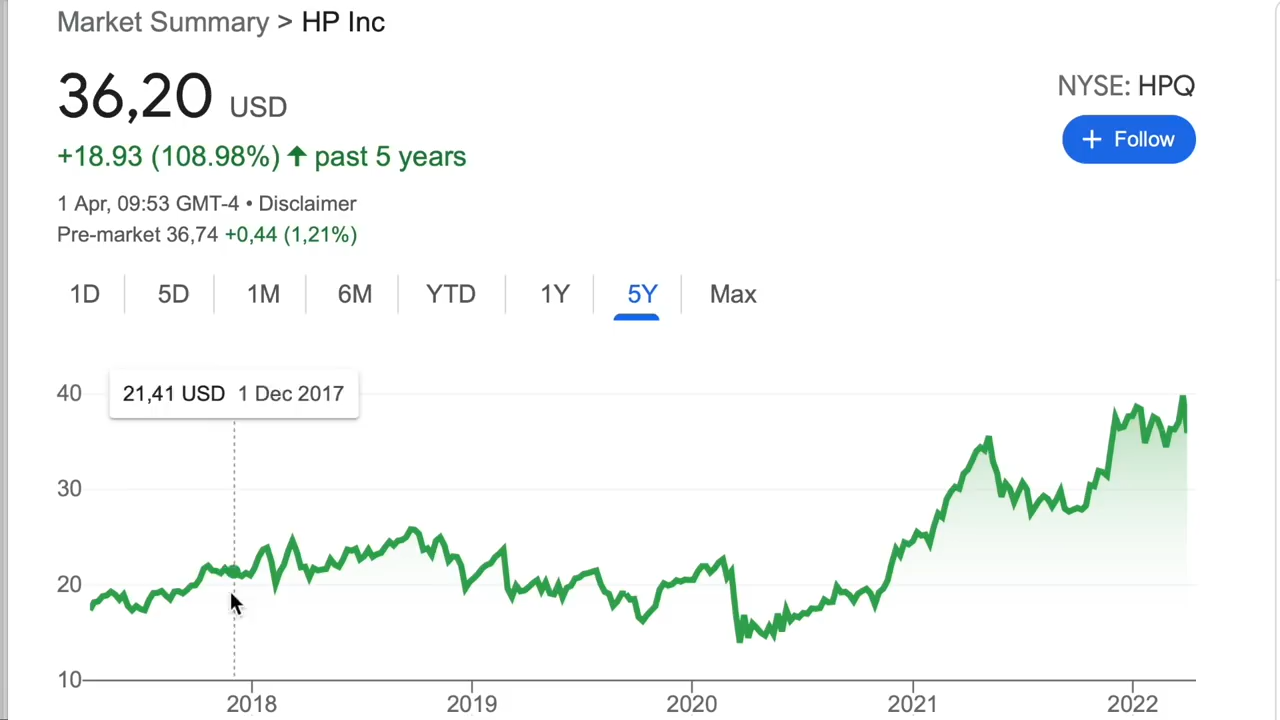 Market Summary > HP Inc
36,20 USD
NYSE: HPQ
+ Follow
+18.93 (108.98%) ↑ past 5 years
1 Apr, 09:53 GMT-4 • Disclaimer
Pre-market 36,74 +0,44 (1,21%)
1D 5D 1M 6M YTD 1Y 5Y Max
21,41 USD 1 Dec 2017
40
30
20
10
2018 2019 2020 2021 2022